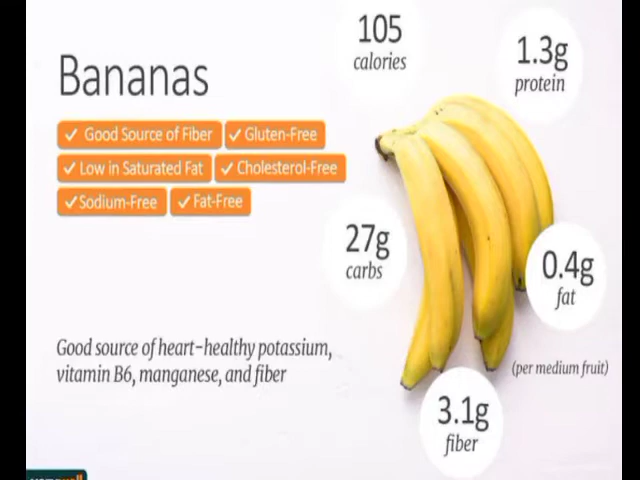 Bananas
✓ Good Source of Fiber ✓ Gluten-Free
✓ Low in Saturated Fat ✓ Cholesterol-Free
✓ Sodium-Free ✓ Fat-Free
Good source of heart-healthy potassium,
vitamin B6, manganese, and fiber
105
calories
1.3g
protein
27g
carbs
0.4g
fat
(per medium fruit)
3.1g
fiber